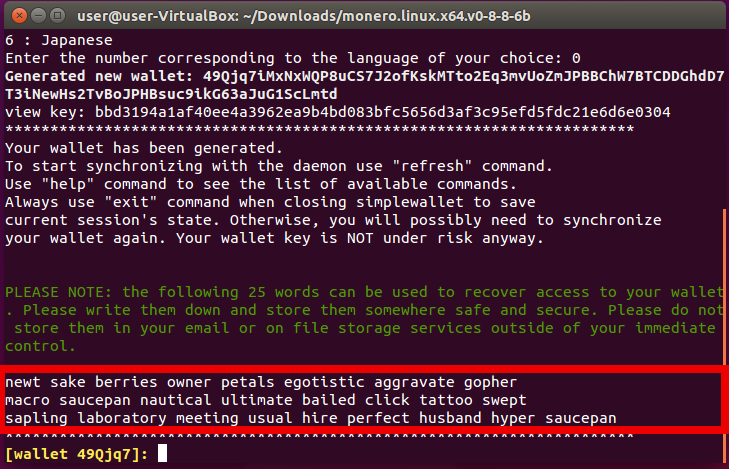 user@user-VirtualBox: ~/Downloads/monero.linux.x64.v0-8-8-6b
6 : Japanese
Enter the number corresponding to the language of your choice: 0
Generated new wallet: 49Qjq7iMxNxWQP8uCS7J2ofKskMTto2Eq3mvUoZmJPBBChW7BTCDDGhdD7
T3iNewHs2TvBoJPHBsuc9ikG63aJuG1ScLmtd
view key: bbd3194a1af40ee4a3962ea9b4bd083bfc5656d3af3c95efd5fdc21e6d6e0304
**********************************************************************
Your wallet has been generated.
To start synchronizing with the daemon use "refresh" command.
Use "help" command to see the list of available commands.
Always use "exit" command when closing simplewallet to save
current session's state. Otherwise, you will possibly need to synchronize
your wallet again. Your wallet key is NOT under risk anyway.
PLEASE NOTE: the following 25 words can be used to recover access to your wallet
. Please write them down and store them somewhere safe and secure. Please do not
 store them in your email or on file storage services outside of your immediate
control.
newt sake berries owner petals egotistic aggravate gopher
macro saucepan nautical ultimate bailed click tattoo swept
sapling laboratory meeting usual hire perfect husband hyper saucepan
**********************************************************************
[wallet 49Qjq7]: